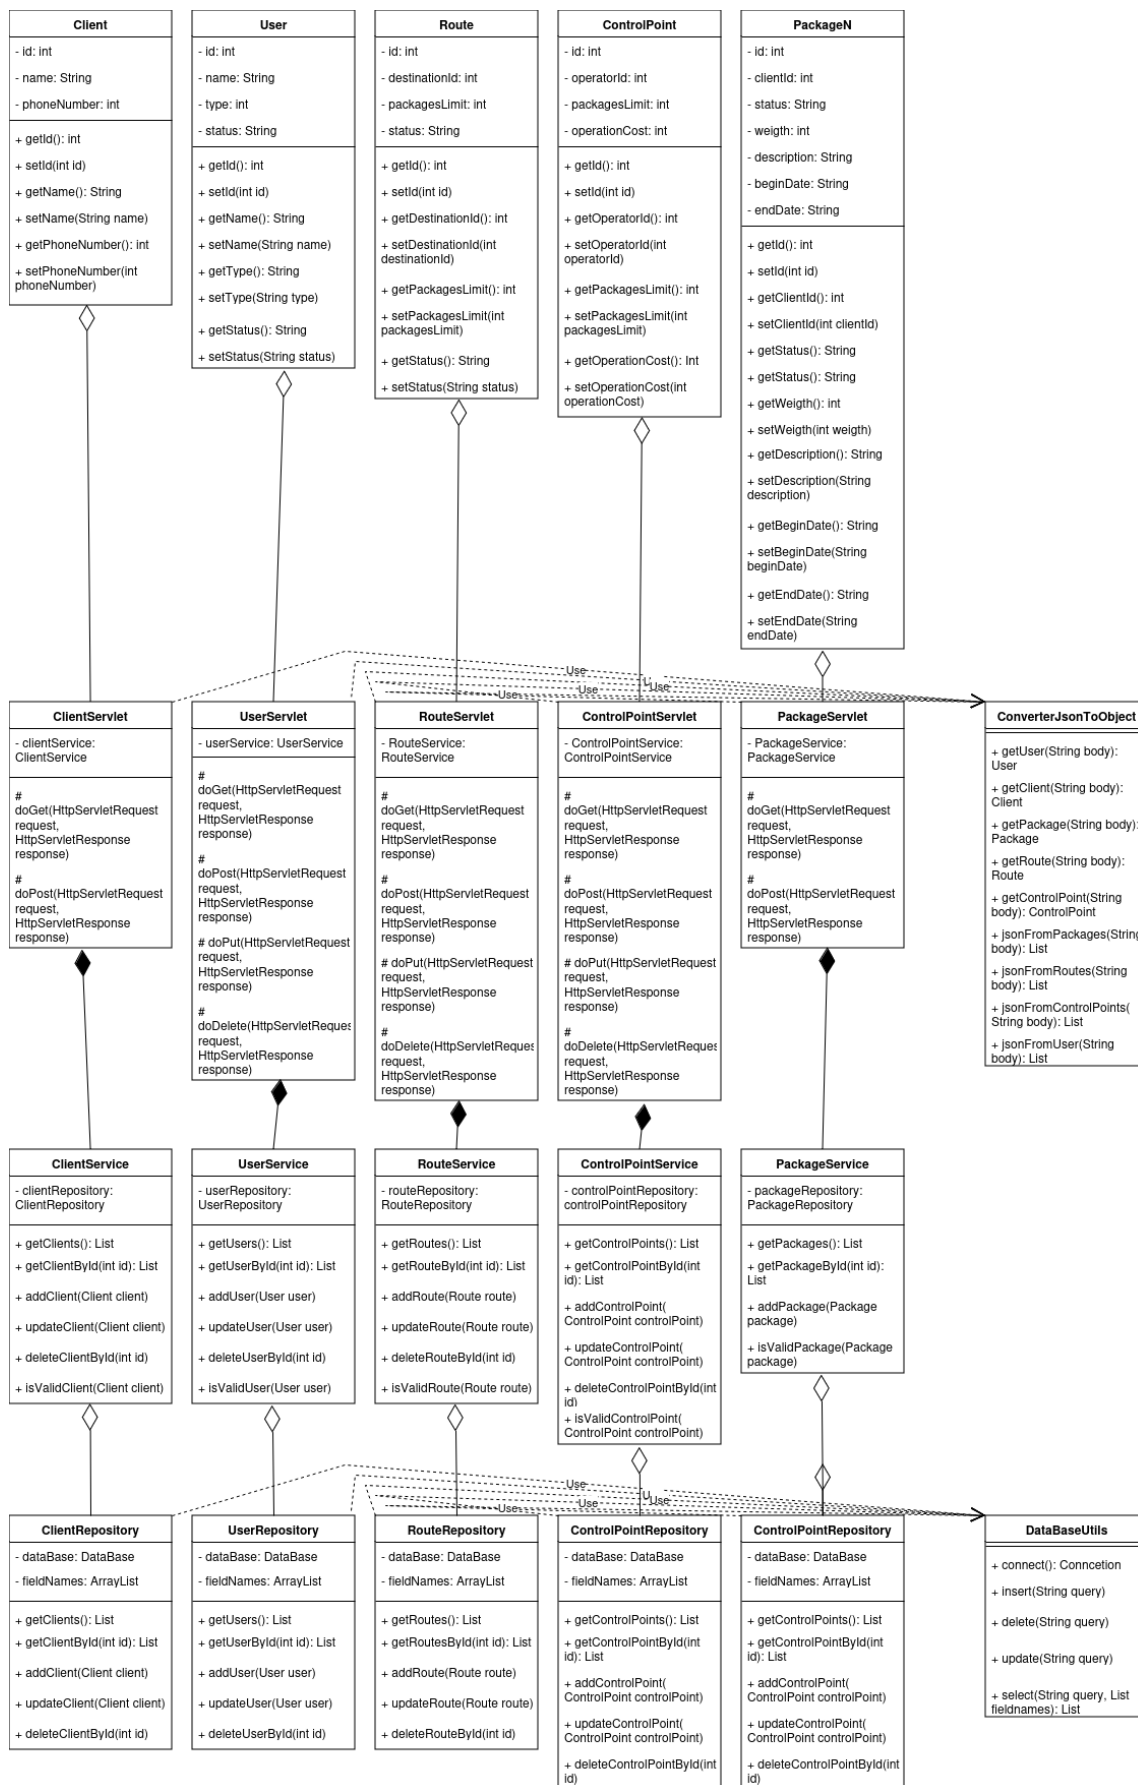 Client
- id: int
- name: String
- phoneNumber: int
+ getId(): int
+ setId(int id)
+ getName(): String
+ setName(String name)
+ getPhoneNumber(): int
+ setPhoneNumber(int
phoneNumber)
User
- id: int
- name: String
- type: int
- status: String
+ getId(): int
+ setId(int id)
+ getName(): String
+ setName(String name)
+ getType(): String
+ setType(String type)
+ getStatus(): String
+ setStatus(String status)
Route
- id: int
- destinationId: int
- packagesLimit: int
- status: String
+ getId(): int
+ setId(int id)
+ getDestinationId(): int
+ setDestinationId(int
destinationId)
+ getPackagesLimit(): int
+ setPackagesLimit(int
packagesLimit)
+ getStatus(): String
+ setStatus(String status)
ControlPoint
- id: int
- operatorId: int
- packagesLimit: int
- operationCost: int
+ getId(): int
+ setId(int id)
+ getOperatorId(): int
+ setOperatorId(int
operatorId)
+ getPackagesLimit(): int
+ setPackagesLimit(int
packagesLimit)
+ getOperationCost(): Int
+ setOperationCost(int
operationCost)
PackageN
- id: int
- clientId: int
- status: String
- weigth: int
- description: String
- beginDate: String
- endDate: String
+ getId(): int
+ setId(int id)
+ getClientId(): int
+ setClientId(int clientId)
+ getStatus(): String
+ getStatus(): String
+ getWeigth(): int
+ setWeigth(int weigth)
+ getDescription(): String
+ setDescription(String
description)
+ getBeginDate(): String
+ setBeginDate(String
beginDate)
+ getEndDate(): String
+ setEndDate(String
endDate)
Use
Use
Use
Use
ClientServlet
- clientService:
ClientService
#
doGet(HttpServletRequest
request,
HttpServletResponse
response)
#
doPost(HttpServletRequest
request,
HttpServletResponse
response)
UserServlet
- userService: UserService
#
doGet(HttpServletRequest
request,
HttpServletResponse
response)
#
doPost(HttpServletRequest
request,
HttpServletResponse
response)
# doPut(HttpServletRequest
request,
HttpServletResponse
response)
#
doDelete(HttpServletReques
request,
HttpServletResponse
response)
RouteServlet
- RouteService:
RouteService
#
doGet(HttpServletRequest
request,
HttpServletResponse
response)
#
doPost(HttpServletRequest
request,
HttpServletResponse
response)
# doPut(HttpServletRequest
request,
HttpServletResponse
response)
#
doDelete(HttpServletReques
request,
HttpServletResponse
response)
ControlPointServlet
- ControlPointService:
ControlPointService
#
doGet(HttpServletRequest
request,
HttpServletResponse
response)
#
doPost(HttpServletRequest
request,
HttpServletResponse
response)
# doPut(HttpServletRequest
request,
HttpServletResponse
response)
#
doDelete(HttpServletReques
request,
HttpServletResponse
response)
PackageServlet
- PackageService:
PackageService
#
doGet(HttpServletRequest
request,
HttpServletResponse
response)
#
doPost(HttpServletRequest
request,
HttpServletResponse
response)
ConverterJsonToObject
+ getUser(String body):
User
+ getClient(String body):
Client
+ getPackage(String body):
Package
+ getRoute(String body):
Route
+ getControlPoint(String
body): ControlPoint
+ jsonFromPackages(String
body): List
+ jsonFromRoutes(String
body): List
+ jsonFromControlPoints(
String body): List
+ jsonFromUser(String
body): List
ClientService
- clientRepository:
ClientRepository
+ getClients(): List
+ getClientById(int id): List
+ addClient(Client client)
+ updateClient(Client client)
+ deleteClientById(int id)
+ isValidClient(Client client)
UserService
- userRepository:
UserRepository
+ getUsers(): List
+ getUserById(int id): List
+ addUser(User user)
+ updateUser(User user)
+ deleteUserById(int id)
+ isValidUser(User user)
RouteService
- routeRepository:
RouteRepository
+ getRoutes(): List
+ getRouteById(int id): List
+ addRoute(Route route)
+ updateRoute(Route route)
+ deleteRouteById(int id)
+ isValidRoute(Route route)
ControlPointService
- controlPointRepository:
controlPointRepository
+ getControlPoints(): List
+ getControlPointById(int
id): List
+ addControlPoint(
ControlPoint controlPoint)
+ updateControlPoint(
ControlPoint controlPoint)
+ deleteControlPointById(int
id)
+ isValidControlPoint(
ControlPoint controlPoint)
PackageService
- packageRepository:
PackageRepository
+ getPackages(): List
+ getPackageById(int id):
List
+ addPackage(Package
package)
+ isValidPackage(Package
package)
Use
Use
Use
Use
ClientRepository
- dataBase: DataBase
- fieldNames: ArrayList
+ getClients(): List
+ getClientById(int id): List
+ addClient(Client client)
+ updateClient(Client client)
+ deleteClientById(int id)
UserRepository
- dataBase: DataBase
- fieldNames: ArrayList
+ getUsers(): List
+ getUserById(int id): List
+ addUser(User user)
+ updateUser(User user)
+ deleteUserById(int id)
RouteRepository
- dataBase: DataBase
- fieldNames: ArrayList
+ getRoutes(): List
+ getRoutesById(int id): List
+ addRoute(Route route)
+ updateRoute(Route route)
+ deleteRouteById(int id)
ControlPointRepository
- dataBase: DataBase
- fieldNames: ArrayList
+ getControlPoints(): List
+ getControlPointById(int
id): List
+ addControlPoint(
ControlPoint controlPoint)
+ updateControlPoint(
ControlPoint controlPoint)
+ deleteControlPointById(int
id)
ControlPointRepository
- dataBase: DataBase
- fieldNames: ArrayList
+ getControlPoints(): List
+ getControlPointById(int
id): List
+ addControlPoint(
ControlPoint controlPoint)
+ updateControlPoint(
ControlPoint controlPoint)
+ deleteControlPointById(int
id)
DataBaseUtils
+ connect(): Conncetion
+ insert(String query)
+ delete(String query)
+ update(String query)
+ select(String query, List
fieldnames): List